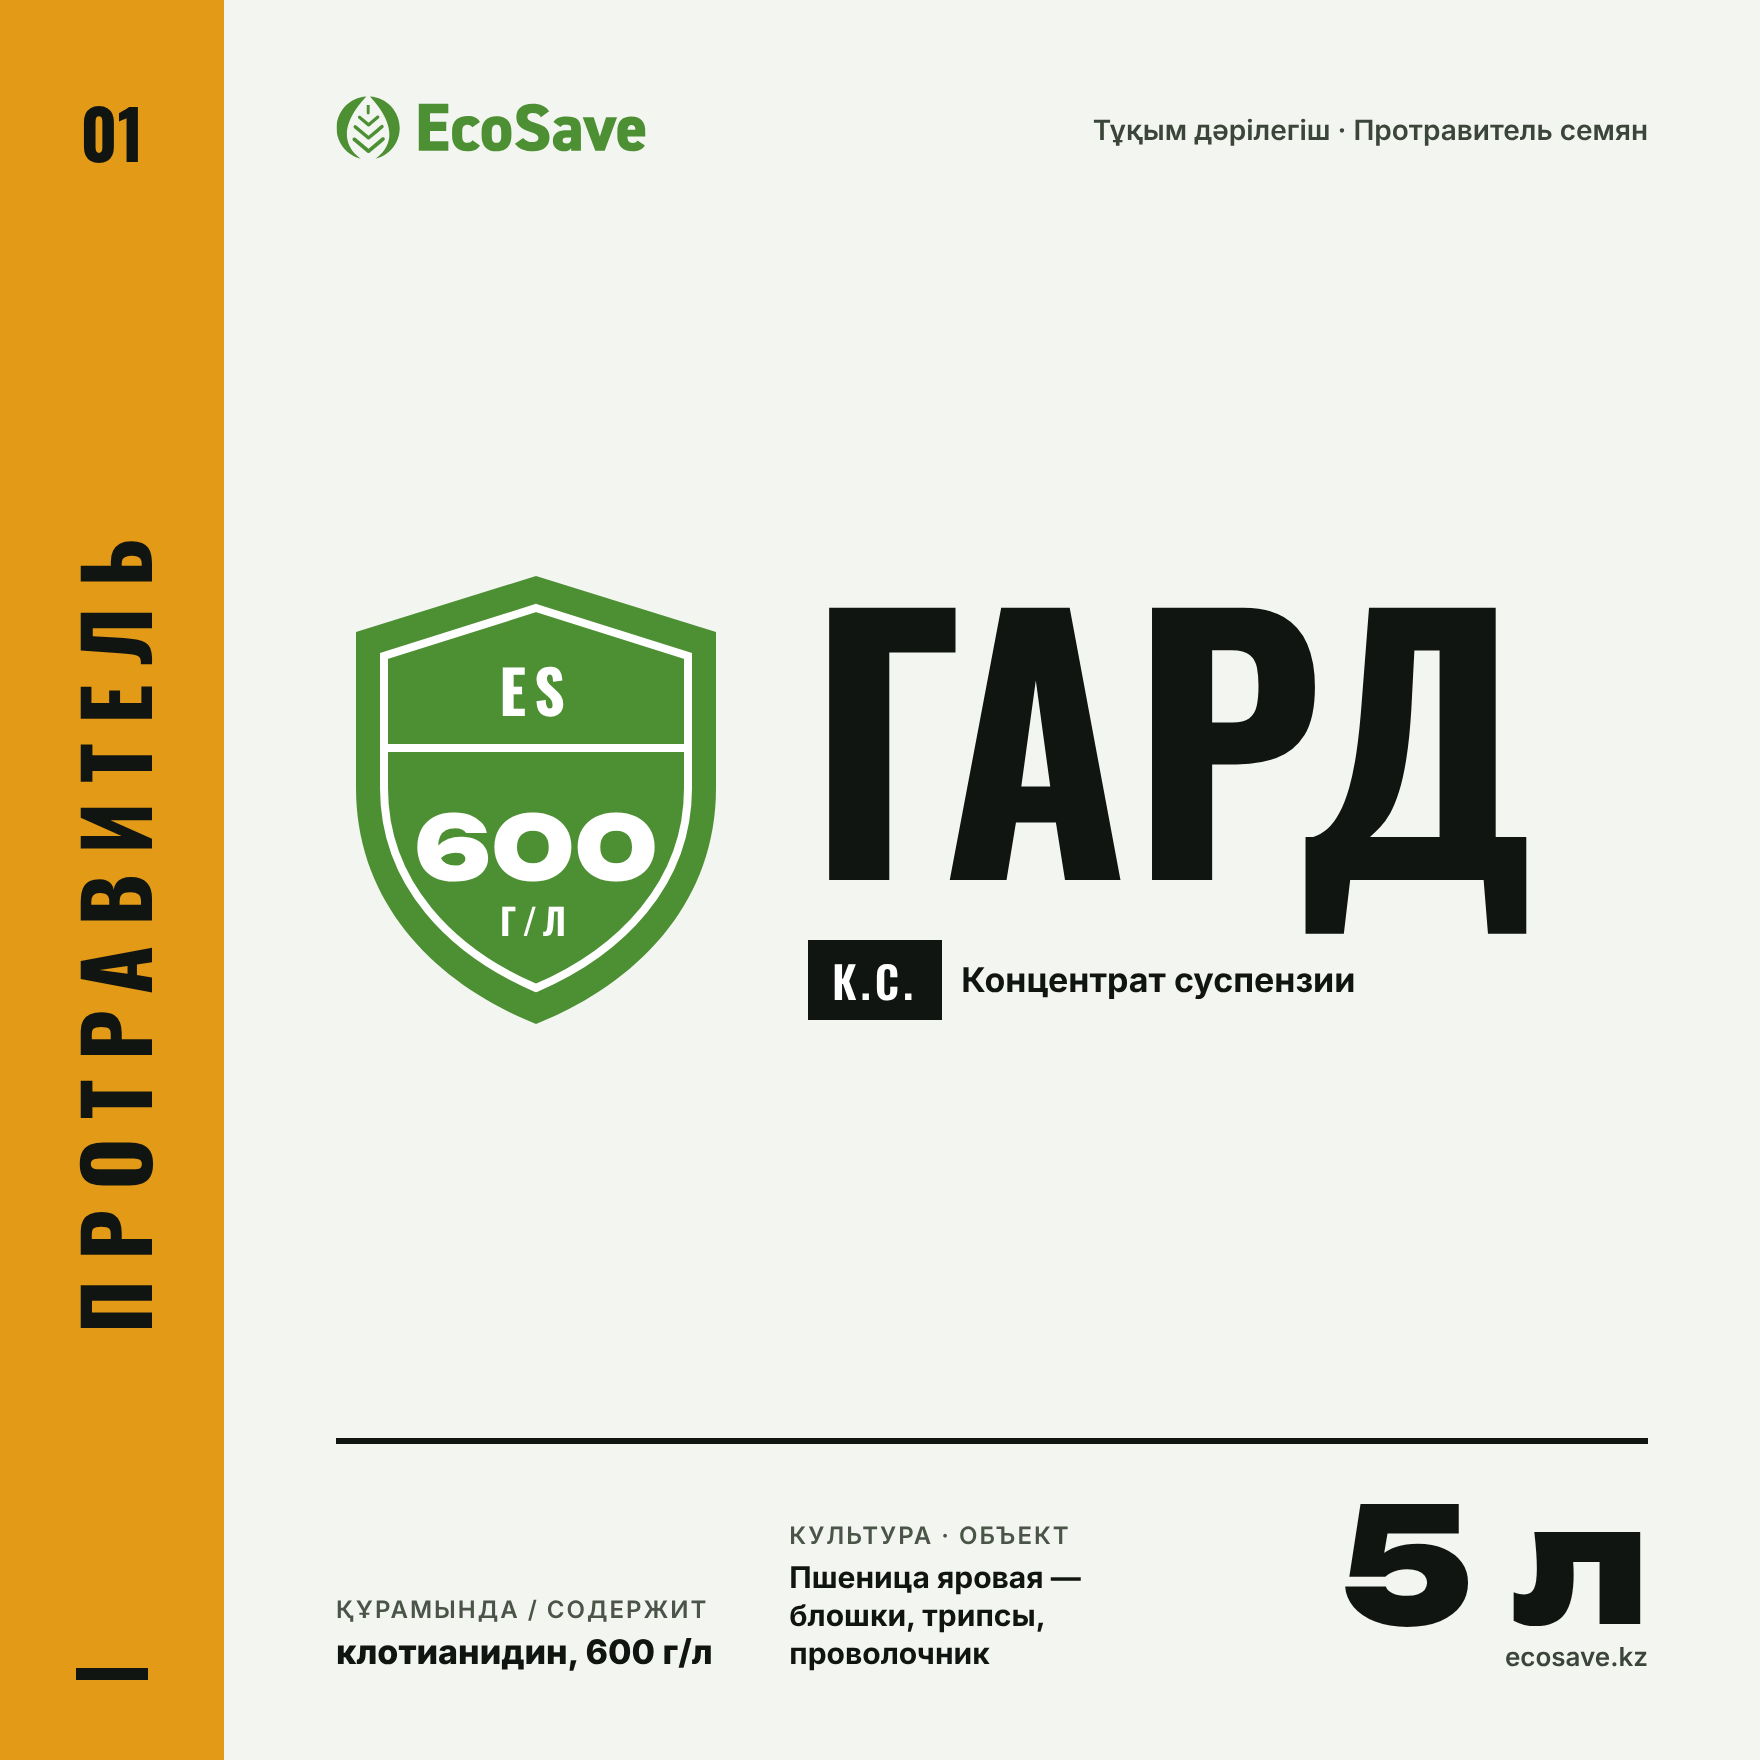 01
ПРОТРАВИТЕЛЬ
EcoSave
Тұқым дәрілегіш · Протравитель семян
ES
600
Г/Л
ГАРД
К.С.
Концентрат суспензии
ҚҰРАМЫНДА / СОДЕРЖИТ
клотианидин, 600 г/л
КУЛЬТУРА · ОБЪЕКТ
Пшеница яровая —
блошки, трипсы,
проволочник
5 л
ecosave.kz